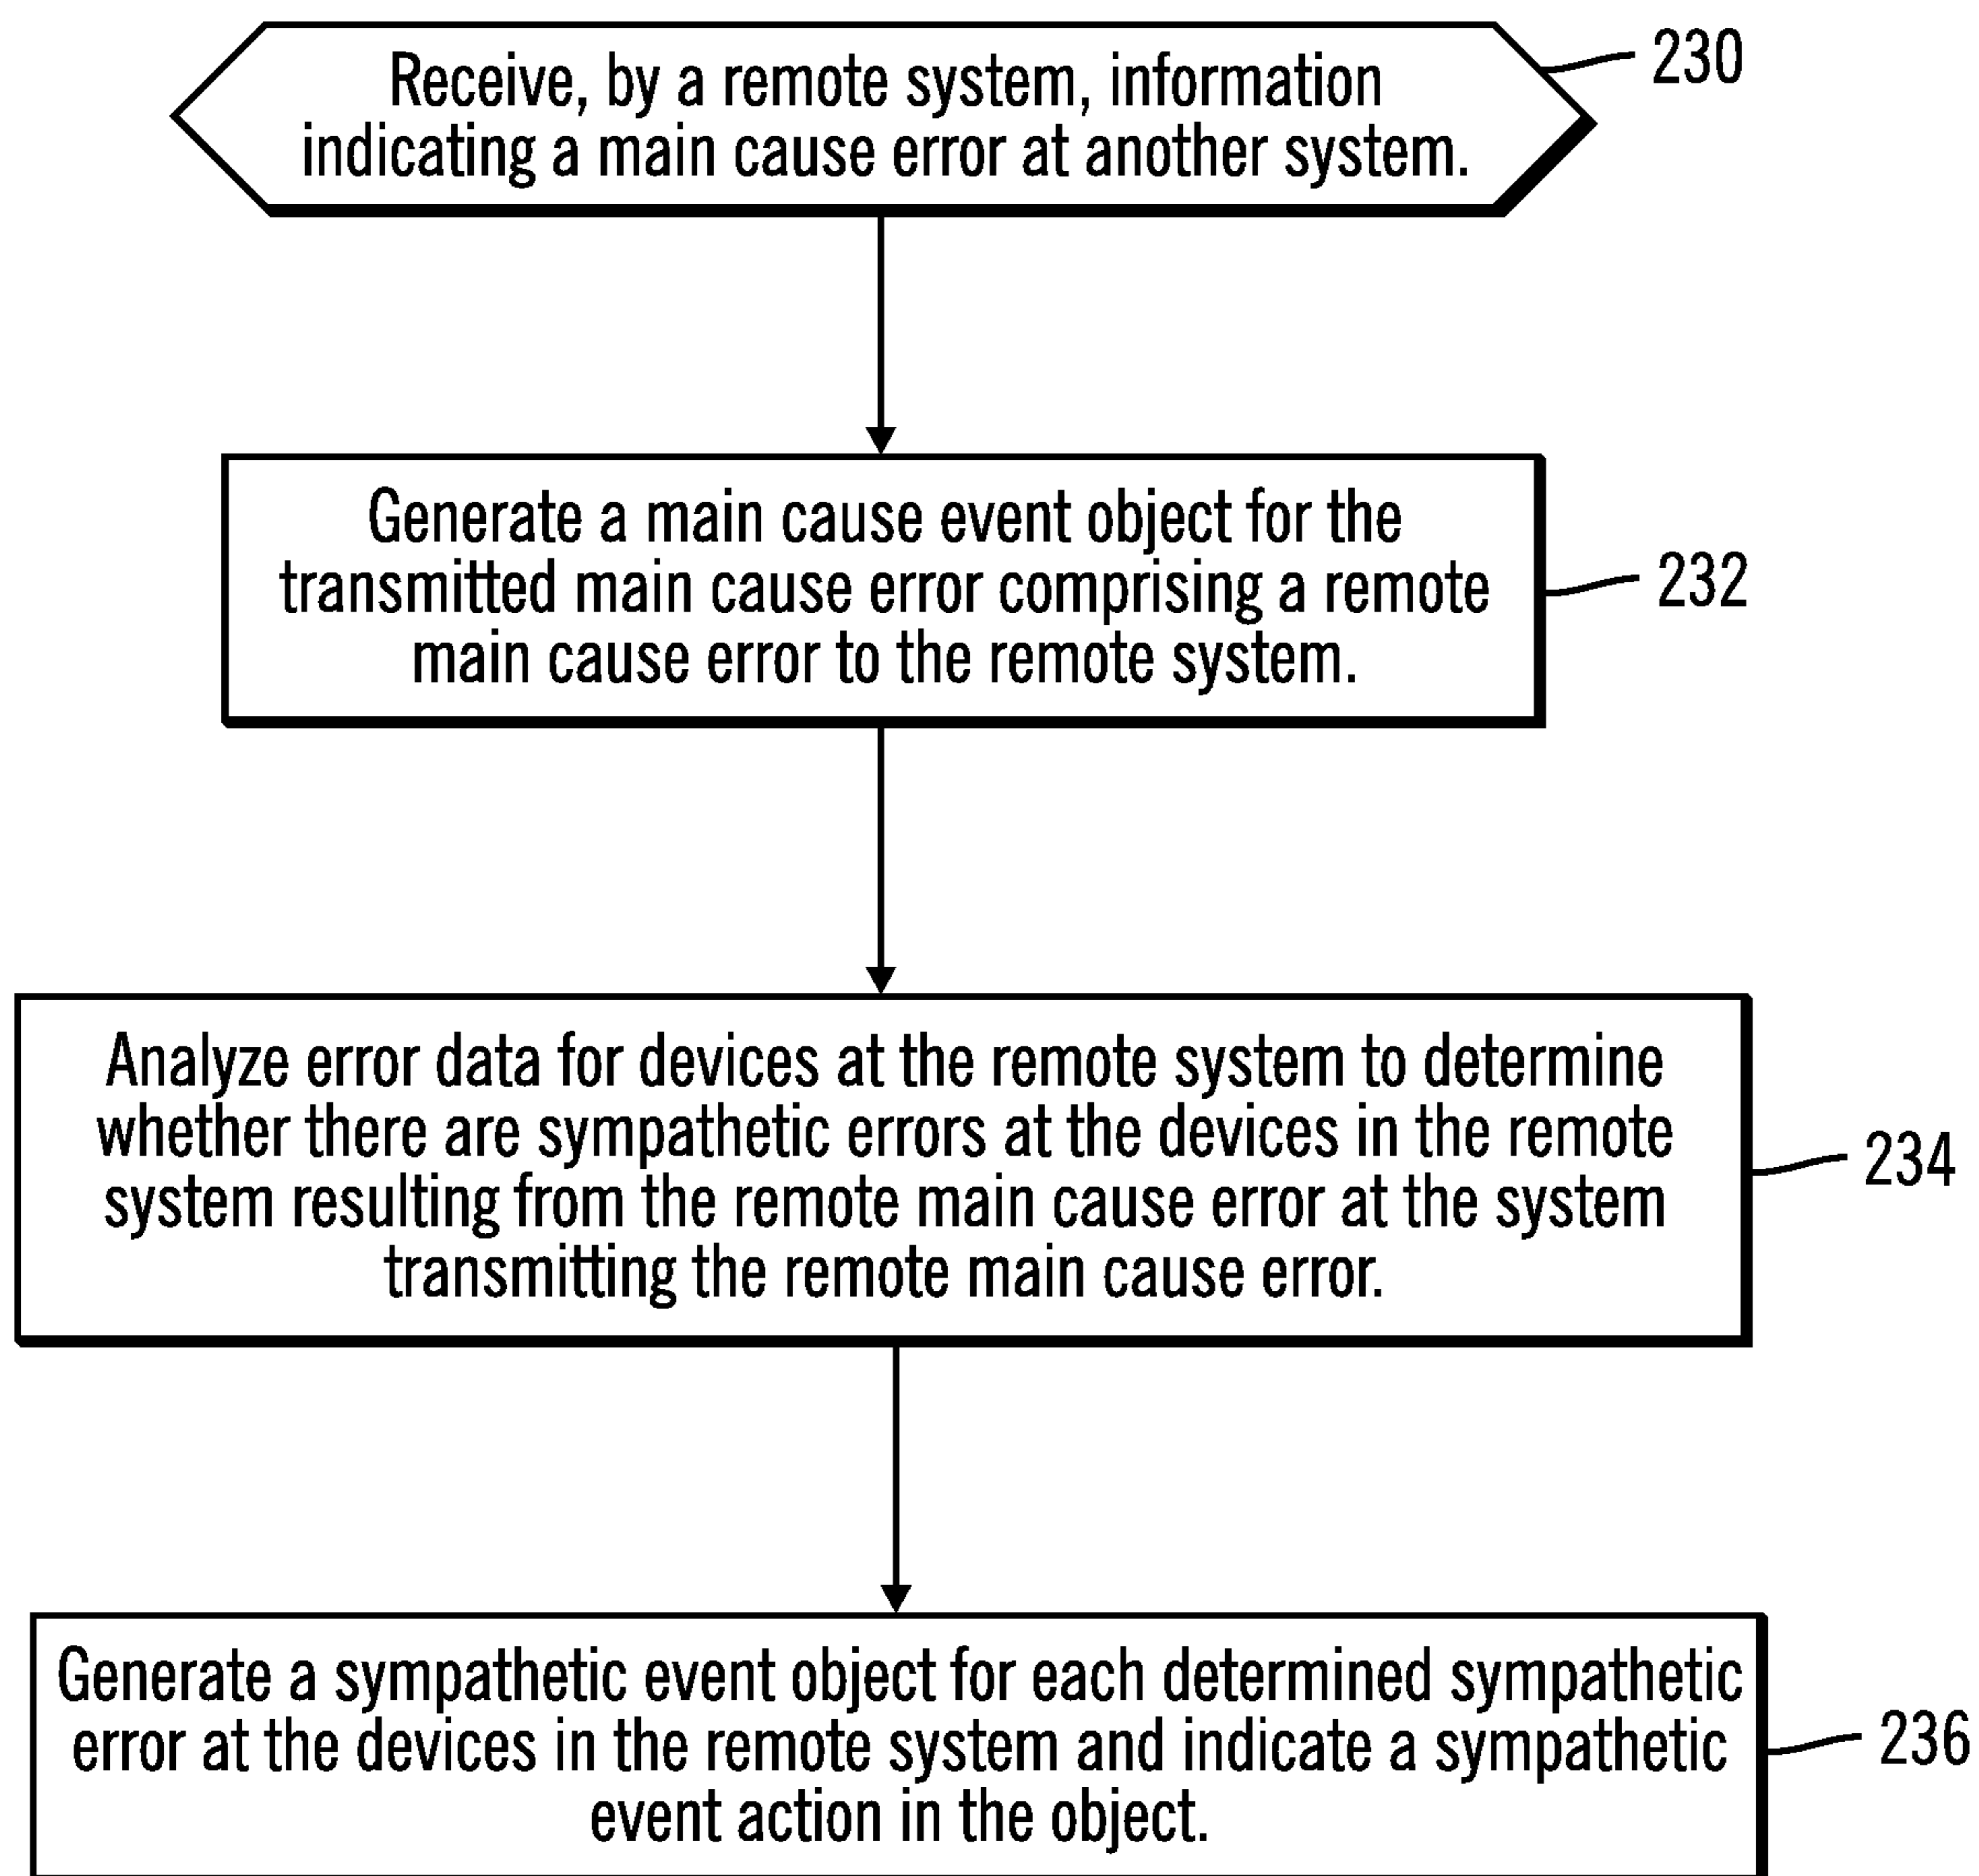 Receive, by a remote system, information
indicating a main cause error at another system.
230
Generate a main cause event object for the
transmitted main cause error comprising a remote
main cause error to the remote system.
232
Analyze error data for devices at the remote system to determine
whether there are sympathetic errors at the devices in the remote
system resulting from the remote main cause error at the system
transmitting the remote main cause error.
234
Generate a sympathetic event object for each determined sympathetic
error at the devices in the remote system and indicate a sympathetic
event action in the object.
236